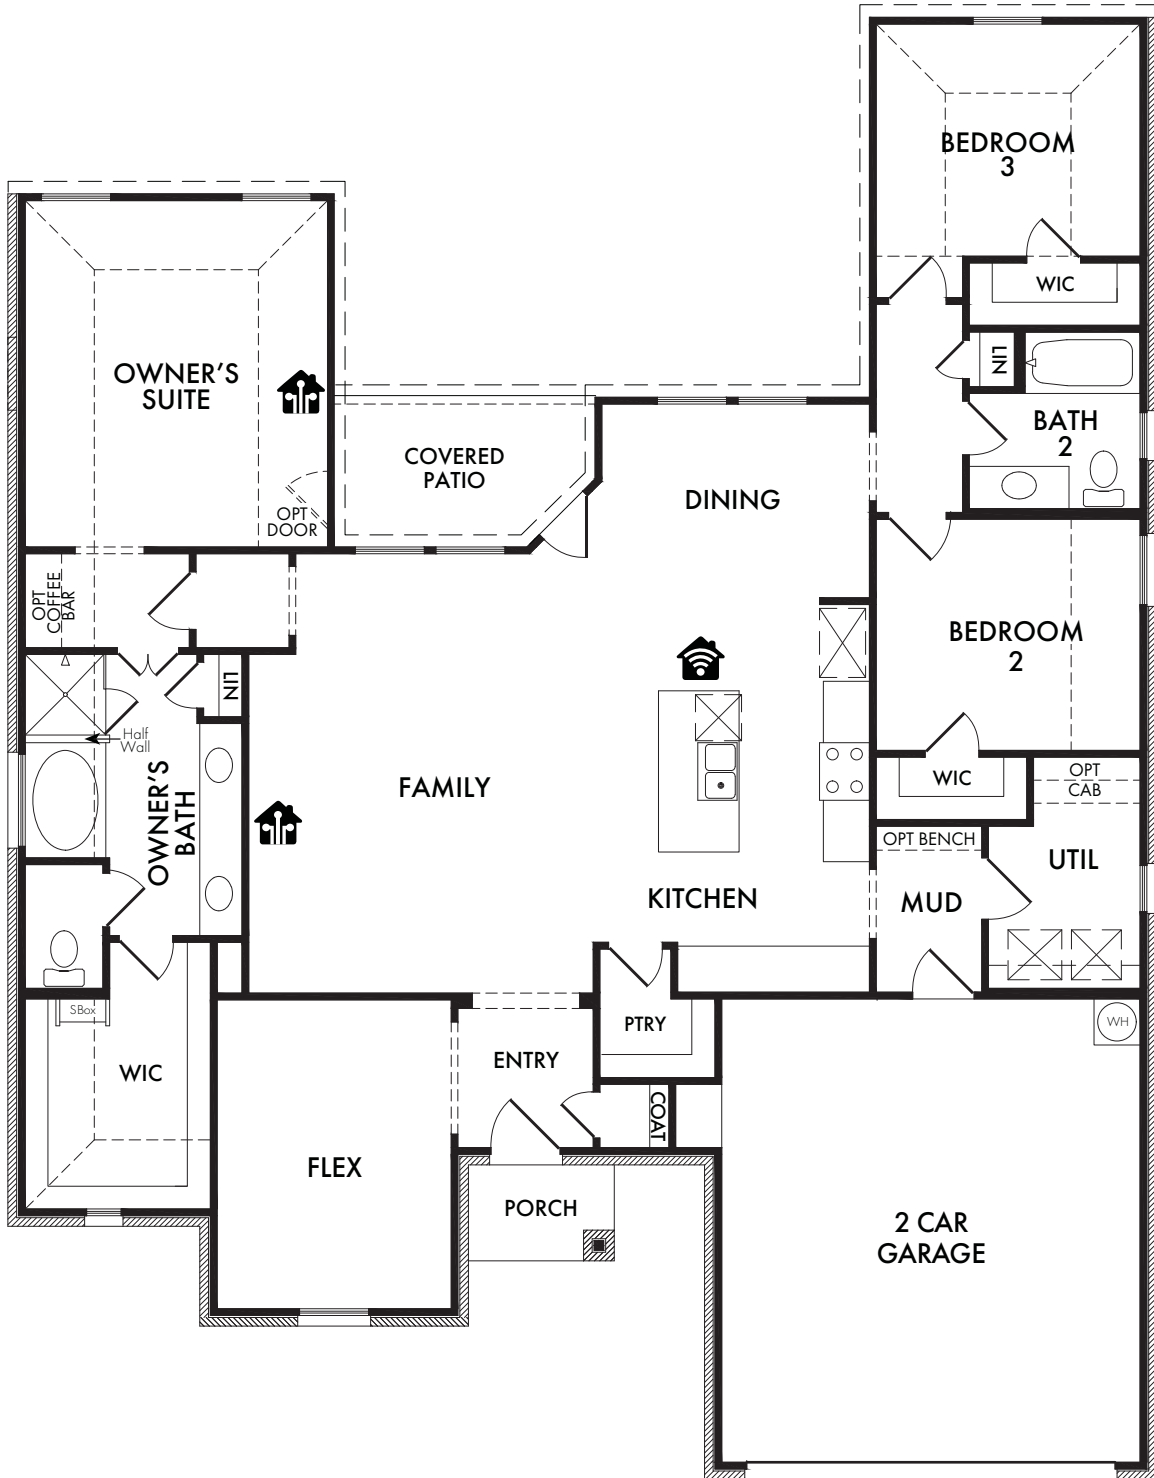 BEDROOM
3
WIC
LIN
BATH
2
OWNER'S
SUITE
COVERED
PATIO
DINING
OPT
DOOR
OPT
COFFEE
BAR
BEDROOM
2
LIN
Half
Wall
OWNER'S
BATH
FAMILY
WIC
OPT
CAB
OPT BENCH
UTIL
KITCHEN
MUD
SBox
WIC
PTRY
ENTRY
WH
COAT
FLEX
PORCH
2 CAR
GARAGE